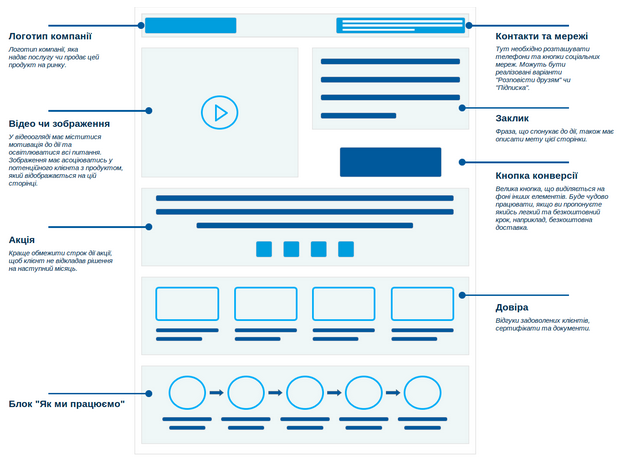 Логотип компанії
Логотип компанії, яка
надає послугу чи продає цей
продукт на ринку.
Відео чи зображення
У відеоогляді має міститися
мотивація до дії та
освітлюватися всі питання.
Зображення має асоціюватись у
потенційного клієнта з продуктом,
який відображається на цій
сторінці.
Акція
Краще обмежити строк дії акції,
щоб клієнт не відкладав рішення
на наступний місяць.
Блок "Як ми працюємо"
Контакти та мережі
Тут необхідно розташувати
телефони та кнопки соціальних
мереж. Можуть бути
реалізовані варіанти
"Розповісти друзям" чи
"Підписка".
Заклик
Фраза, що спонукає до дії, також має
описати мету цієї сторінки.
Кнопка конверсії
Велика кнопка, що виділяється на
фоні інших елементів. Буде чудово
працювати, якщо ви пропонуєте
якийсь легкий та безкоштовний
крок, наприклад, безкоштовна
доставка.
Довіра
Відгуки задоволених клієнтів,
сертифікати та документи.